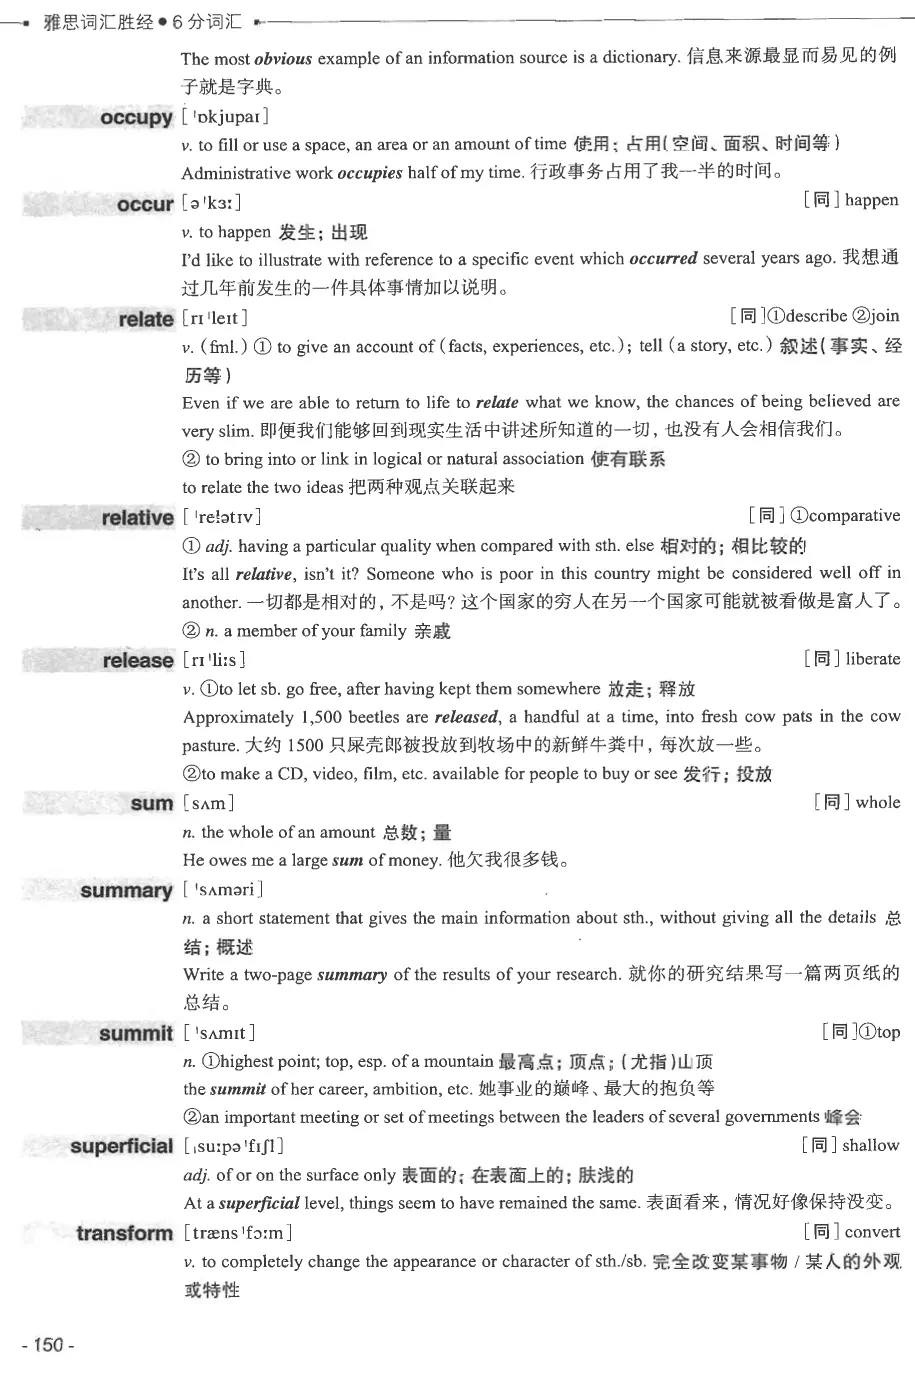 雅思词汇胜经●6分词汇
The most obvious example of an information source is a dictionary. 信息来源最显而易见的例
子就是字典。
occupy [ˈɒkjupaɪ]
v. to fill or use a space, an area or an amount of time 使用；占用(空间、面积、时间等)
Administrative work occupies half of my time. 行政事务占用了我一半的时间。
occur [əˈkɜː] [同] happen
v. to happen 发生；出现
I'd like to illustrate with reference to a specific event which occurred several years ago. 我想通
过几年前发生的一件具体事情加以说明。
relate [rɪˈleɪt] [同]①describe ②join
v. (fml.) ① to give an account of (facts, experiences, etc.); tell (a story, etc.) 叙述(事实、经
历等)
Even if we are able to return to life to relate what we know, the chances of being believed are
very slim. 即便我们能够回到现实生活中讲述所知道的一切，也没有人会相信我们。
② to bring into or link in logical or natural association 使有联系
to relate the two ideas 把两种观点关联起来
relative [ˈrelətɪv] [同] ①comparative
① adj. having a particular quality when compared with sth. else 相对的；相比较的
It's all relative, isn't it? Someone who is poor in this country might be considered well off in
another. 一切都是相对的，不是吗? 这个国家的穷人在另一个国家可能就被看做是富人了。
② n. a member of your family 亲戚
release [rɪˈliːs] [同] liberate
v. ①to let sb. go free, after having kept them somewhere 放走；释放
Approximately 1,500 beetles are released, a handful at a time, into fresh cow pats in the cow
pasture. 大约 1500 只屎壳郎被投放到牧场中的新鲜牛粪中，每次放一些。
②to make a CD, video, film, etc. available for people to buy or see 发行；投放
sum [sʌm] [同] whole
n. the whole of an amount 总数；量
He owes me a large sum of money. 他欠我很多钱。
summary [ˈsʌməri]
n. a short statement that gives the main information about sth., without giving all the details 总
结；概述
Write a two-page summary of the results of your research. 就你的研究结果写一篇两页纸的
总结。
summit [ˈsʌmɪt] [同]①top
n. ①highest point; top, esp. of a mountain 最高点；顶点；(尤指)山顶
the summit of her career, ambition, etc. 她事业的巅峰、最大的抱负等
②an important meeting or set of meetings between the leaders of several governments 峰会
superficial [ˌsuːpəˈfɪʃl] [同] shallow
adj. of or on the surface only 表面的；在表面上的；肤浅的
At a superficial level, things seem to have remained the same. 表面看来，情况好像保持没变。
transform [trænsˈfɔːm] [同] convert
v. to completely change the appearance or character of sth./sb. 完全改变某事物 / 某人的外观
或特性
- 150 -